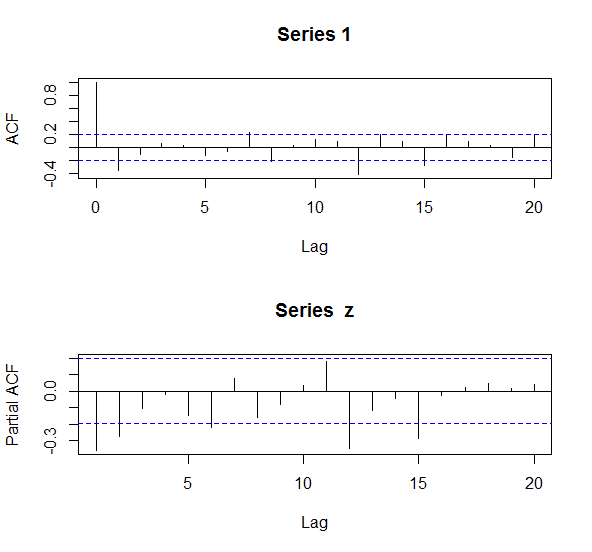 Series 1
ACF
0.8
0.2
-0.4
0 5 10 15 20
Lag
Series z
Partial ACF
0.0
-0.3
5 10 15 20
Lag